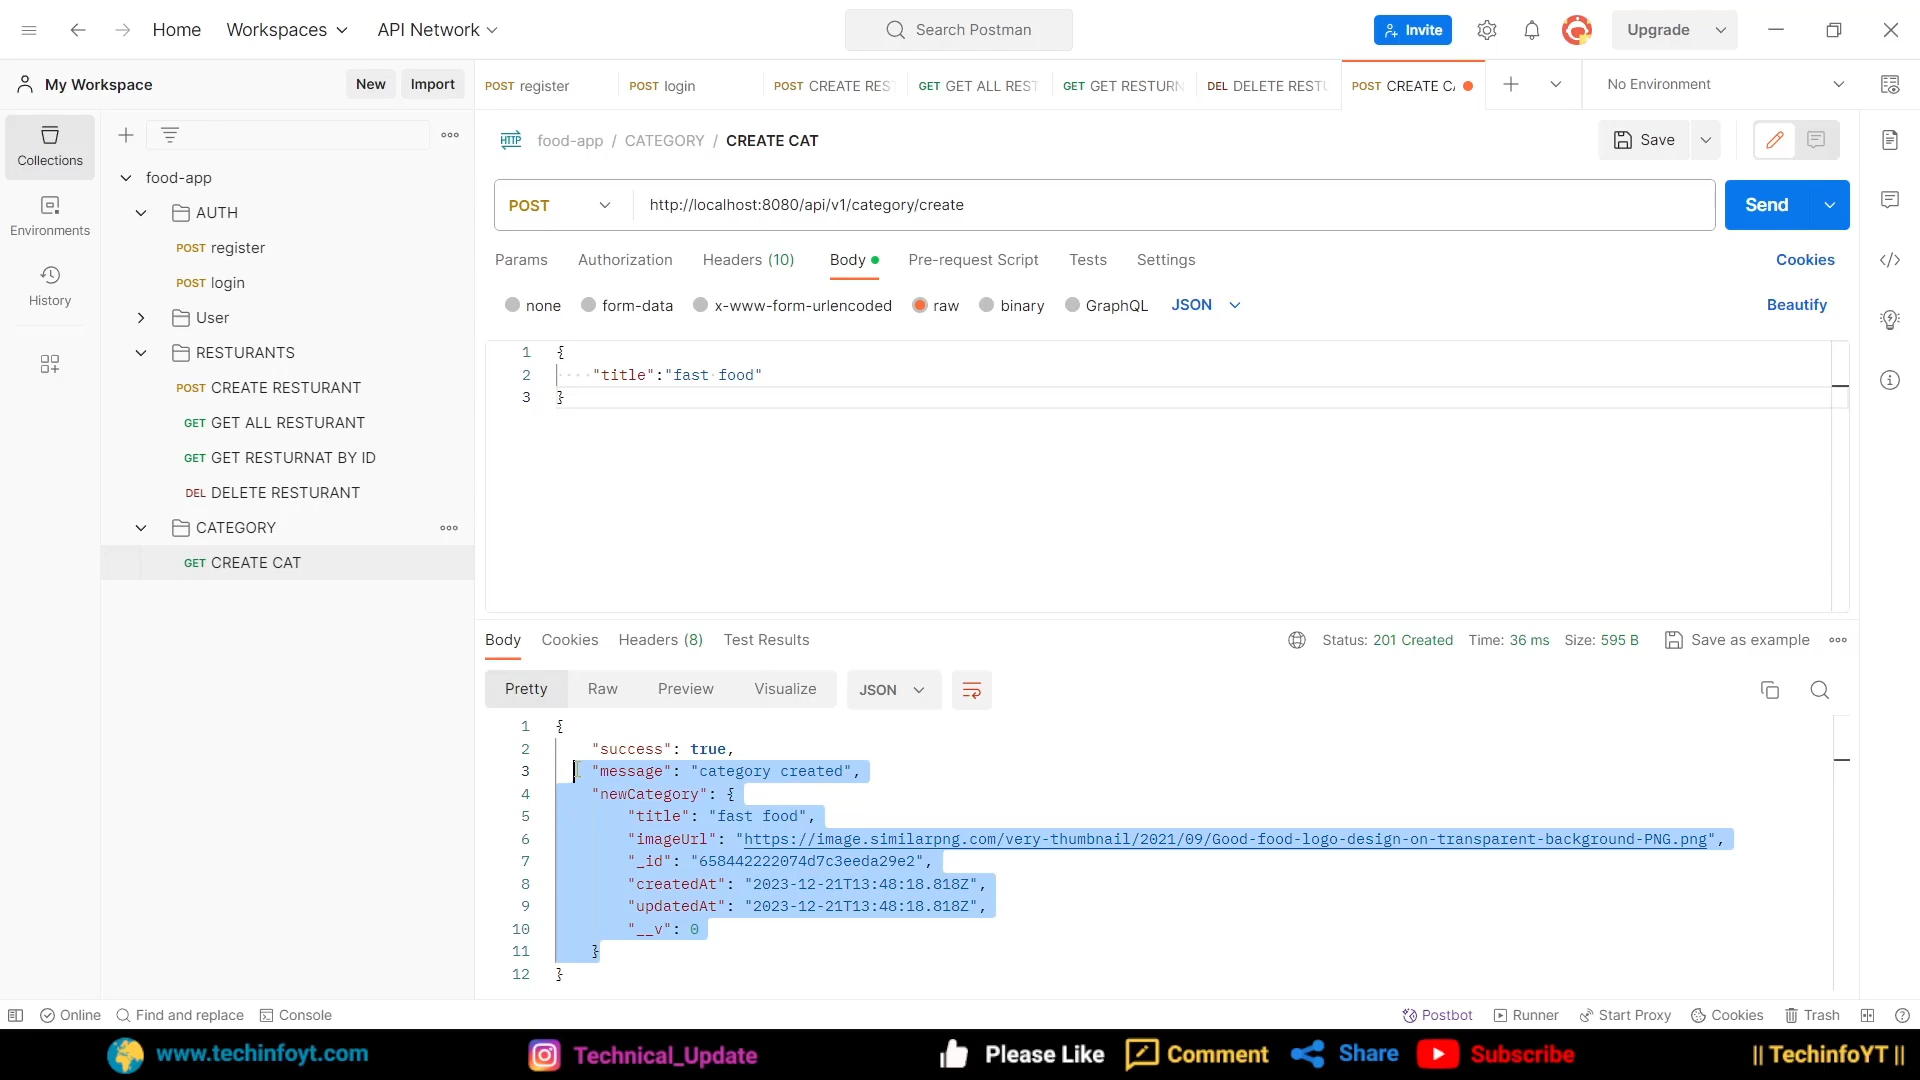 Home Workspaces API Network Search Postman Invite Upgrade
My Workspace New Import POST register POST login POST CREATE RES GET GET ALL REST GET GET RESTURN DEL DELETE RESTU POST CREATE CA No Environment
Collections
Environments
History
food-app
AUTH
POST register
POST login
User
RESTURANTS
POST CREATE RESTURANT
GET GET ALL RESTURANT
GET GET RESTURNAT BY ID
DEL DELETE RESTURANT
CATEGORY
GET CREATE CAT
HTTP food-app / CATEGORY / CREATE CAT Save
POST http://localhost:8080/api/v1/category/create Send
Params Authorization Headers (10) Body Pre-request Script Tests Settings Cookies
none form-data x-www-form-urlencoded raw binary GraphQL JSON Beautify
1 {
2 "title":"fast food"
3 }
Body Cookies Headers (8) Test Results Status: 201 Created Time: 36 ms Size: 595 B Save as example
Pretty Raw Preview Visualize JSON
1 {
2 "success": true,
3 "message": "category created",
4 "newCategory": {
5 "title": "fast food",
6 "imageUrl": "https://image.similarpng.com/very-thumbnail/2021/09/Good-food-logo-design-on-transparent-background-PNG.png",
7 "_id": "658442222074d7c3eeda29e2",
8 "createdAt": "2023-12-21T13:48:18.818Z",
9 "updatedAt": "2023-12-21T13:48:18.818Z",
10 "__v": 0
11 }
12 }
Online Find and replace Console Postbot Runner Start Proxy Cookies Trash
www.techinfoyt.com Technical_Update Please Like Comment Share Subscribe || TechinfoYT ||